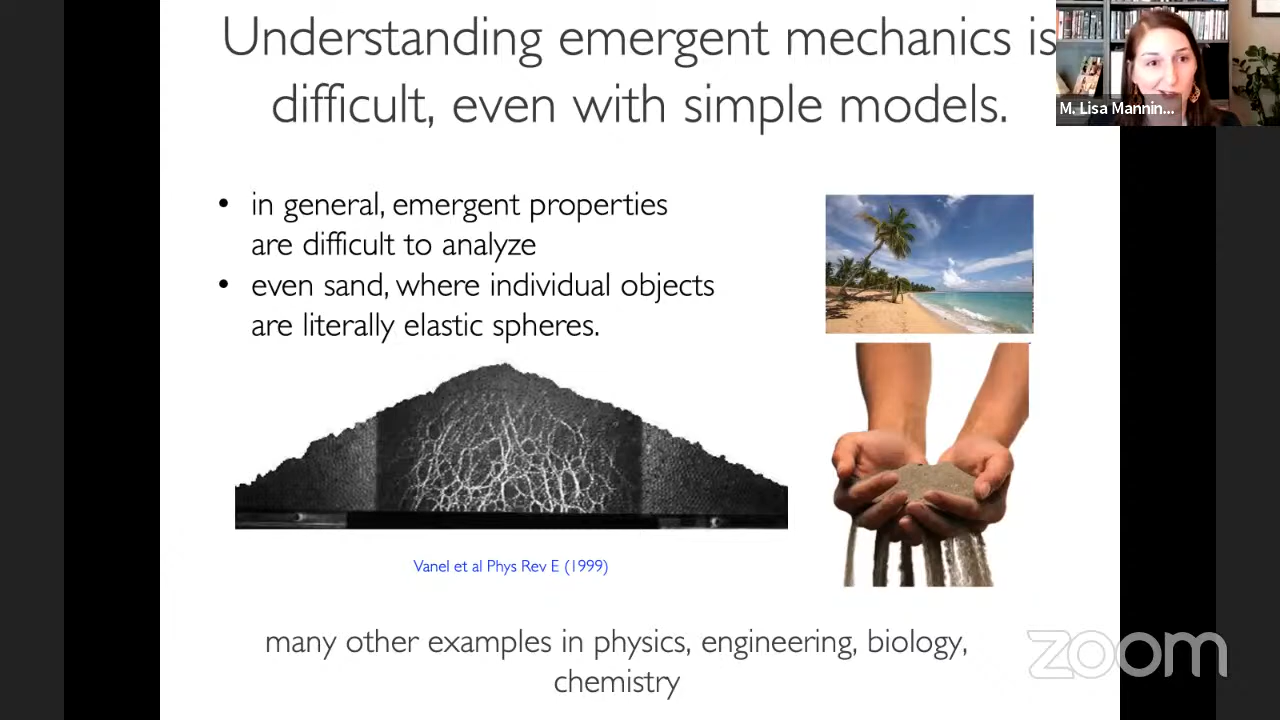 Understanding emergent mechanics is
difficult, even with simple models.
M. Lisa Mannin...
• in general, emergent properties
are difficult to analyze
• even sand, where individual objects
are literally elastic spheres.
Vanel et al Phys Rev E (1999)
many other examples in physics, engineering, biology,
chemistry
zoom